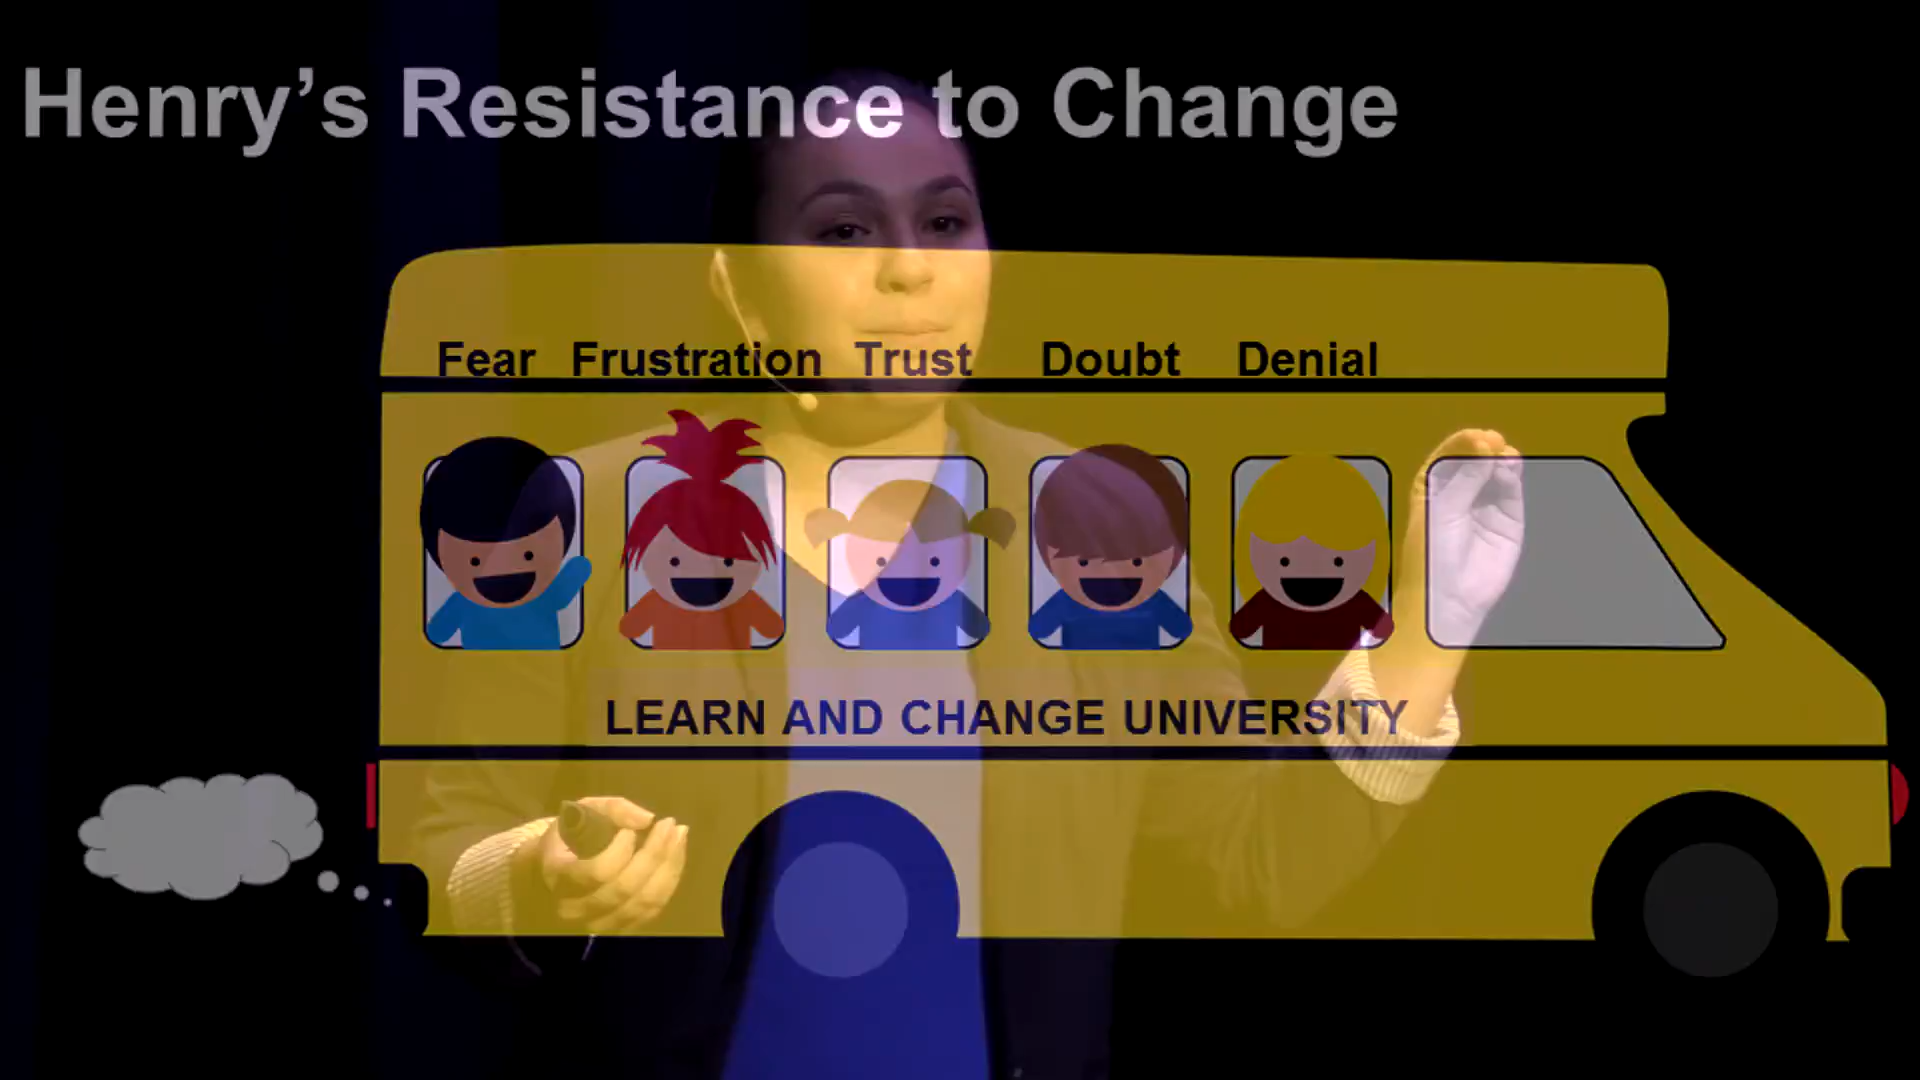 Henry’s Resistance to Change
Fear Frustration Trust Doubt Denial
LEARN AND CHANGE UNIVERSITY